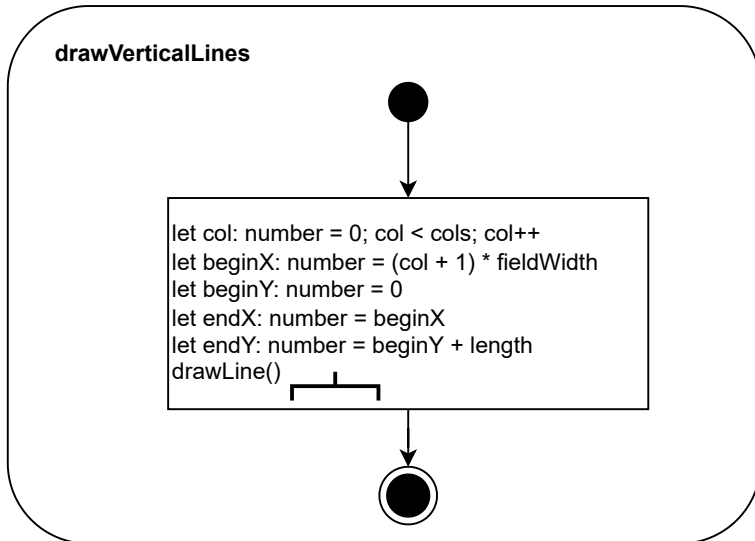 drawVerticalLines
let col: number = 0; col < cols; col++
let beginX: number = (col + 1) * fieldWidth
let beginY: number = 0
let endX: number = beginX
let endY: number = beginY + length
drawLine()